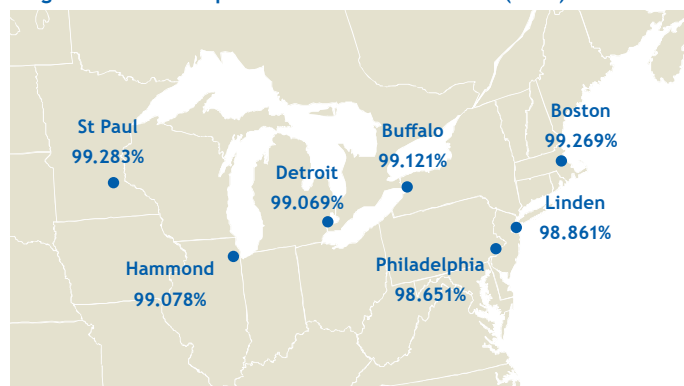 St Paul
99.283%
Detroit
99.069%
Buffalo
99.121%
Boston
99.269%
Linden
98.861%
Hammond
99.078%
Philadelphia
98.651%